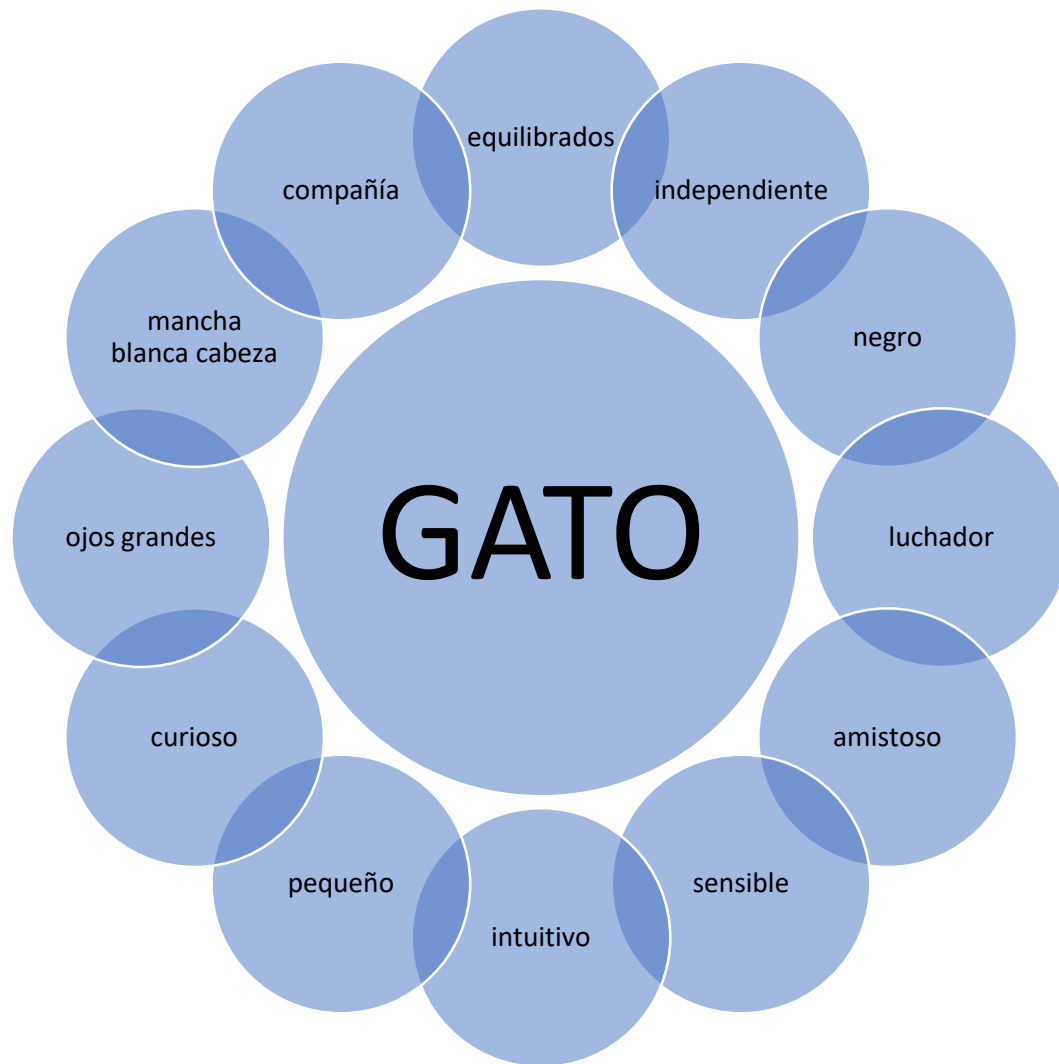 equilibrados
independiente
negro
luchador
amistoso
sensible
intuitivo
pequeño
curioso
ojos grandes
mancha
blanca cabeza
compañía
GATO